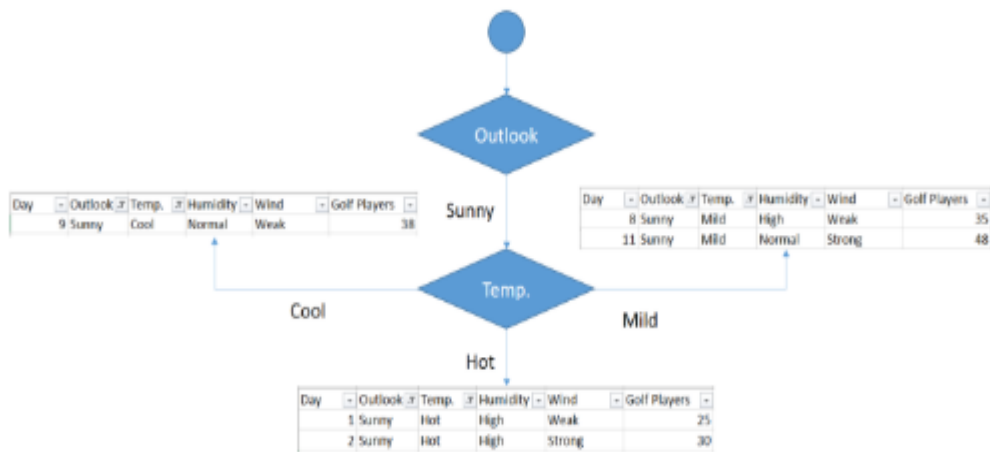 Outlook
Sunny
Day Outlook Temp. Humidity Wind Golf Players
9 Sunny Cool Normal Weak 38
Day Outlook Temp. Humidity Wind Golf Players
8 Sunny Mild High Weak 35
11 Sunny Mild Normal Strong 48
Temp.
Cool
Mild
Hot
Day Outlook Temp. Humidity Wind Golf Players
1 Sunny Hot High Weak 25
2 Sunny Hot High Strong 30